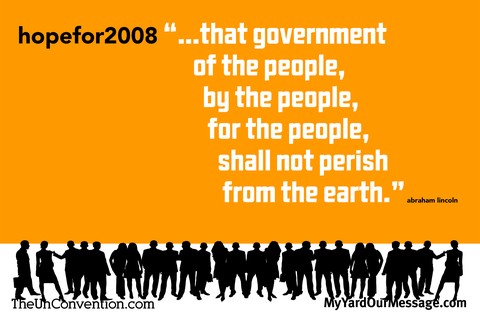 hopefor2008 “...that government
of the people,
by the people,
for the people,
shall not perish
from the earth.”
abraham lincoln
TheUnConvention.com
MyYardOurMessage.com